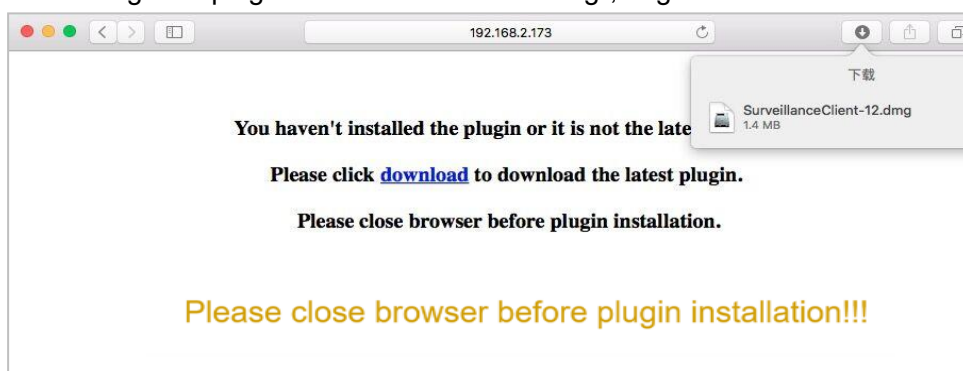 192.168.2.173
下载
SurveillanceClient-12.dmg
1.4 MB
You haven't installed the plugin or it is not the late
Please click download to download the latest plugin.
Please close browser before plugin installation.
Please close browser before plugin installation!!!